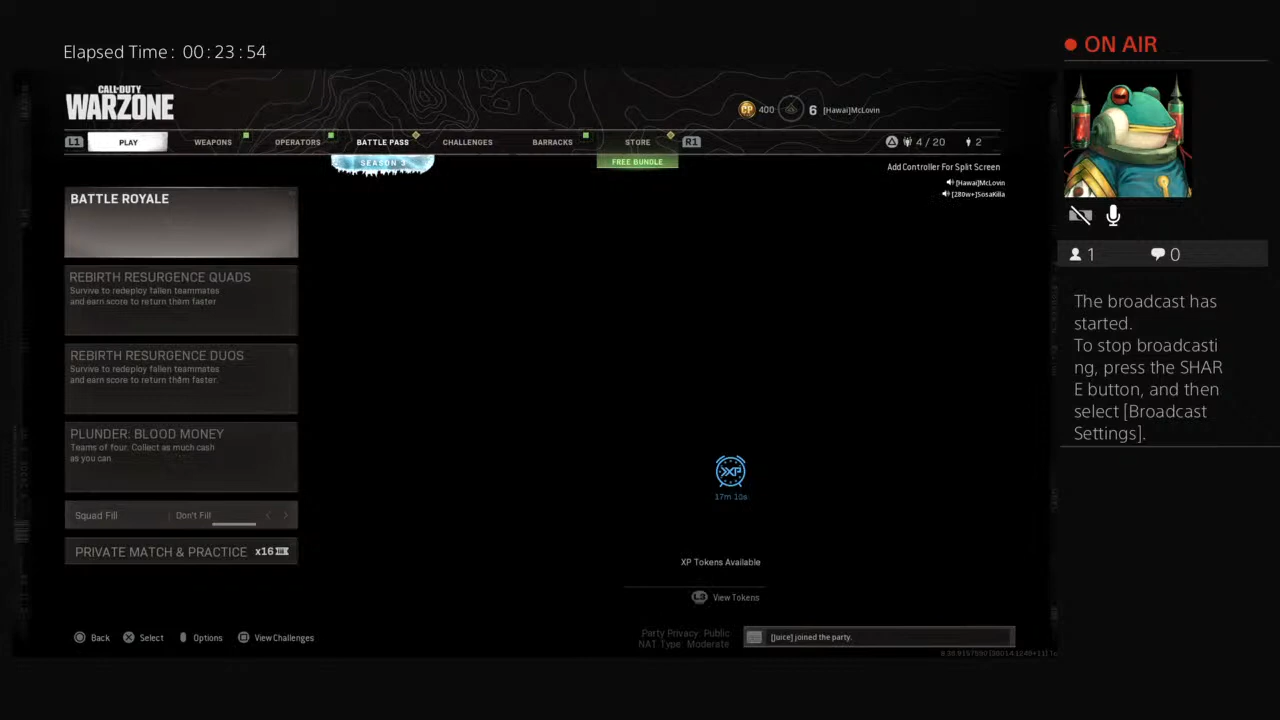 Elapsed Time: 00:23:54
ON AIR
CALL OF DUTY
WARZONE
CP 400 6 [Hawai]McLovin
L1 PLAY WEAPONS OPERATORS BATTLE PASS CHALLENGES BARRACKS STORE R1 4 / 20 2
SEASON 3
FREE BUNDLE
Add Controller For Split Screen
[Hawai]McLovin
[280w+]SosaKilla
BATTLE ROYALE
REBIRTH RESURGENCE QUADS
Survive to redeploy fallen teammates
and earn score to return them faster
REBIRTH RESURGENCE DUOS
Survive to redeploy fallen teammates
and earn score to return them faster.
PLUNDER: BLOOD MONEY
Teams of four. Collect as much cash
as you can.
Squad Fill Don't Fill
PRIVATE MATCH & PRACTICE x16
XP
17m 10s
XP Tokens Available
L3 View Tokens
Back Select Options View Challenges
Party Privacy: Public
NAT Type: Moderate
[Juice] joined the party.
1 0
The broadcast has
started.
To stop broadcasti
ng, press the SHAR
E button, and then
select [Broadcast
Settings].